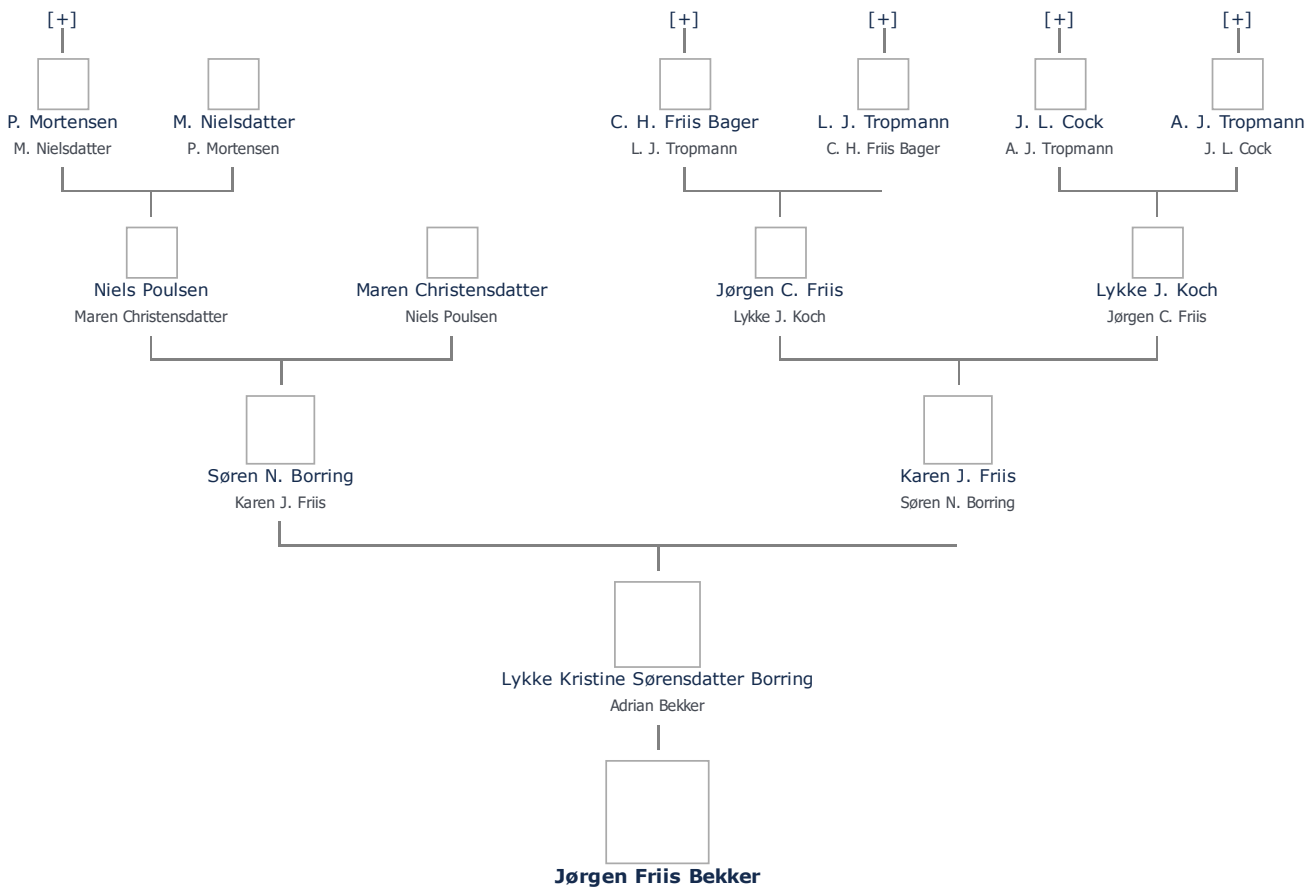 [+] [+] [+] [+] [+]
P. Mortensen M. Nielsdatter C. H. Friis Bager L. J. Tropmann J. L. Cock A. J. Tropmann
M. Nielsdatter P. Mortensen L. J. Tropmann C. H. Friis Bager A. J. Tropmann J. L. Cock
Niels Poulsen Maren Christensdatter Jørgen C. Friis Lykke J. Koch
Maren Christensdatter Niels Poulsen Lykke J. Koch Jørgen C. Friis
Søren N. Borring Karen J. Friis
Karen J. Friis Søren N. Borring
Lykke Kristine Sørensdatter Borring
Adrian Bekker
Jørgen Friis Bekker